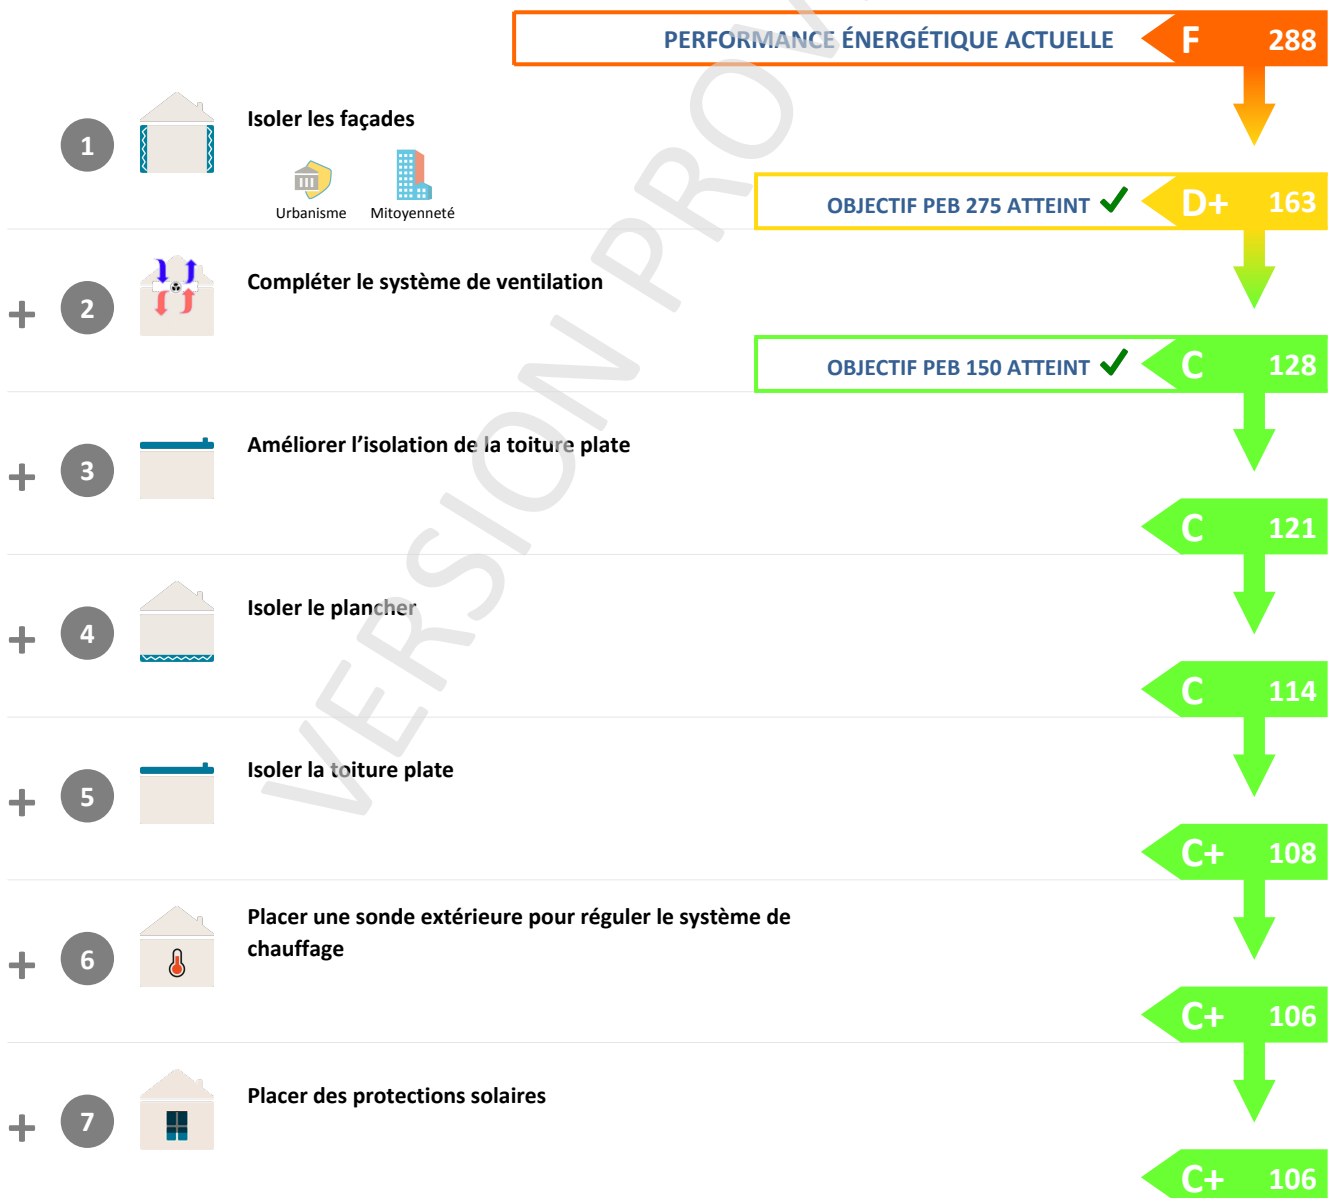 PERFORMANCE ÉNERGÉTIQUE ACTUELLE F 288
1 Isoler les façades
Urbanisme Mitoyenneté
OBJECTIF PEB 275 ATTEINT D+ 163
+ 2 Compléter le système de ventilation
OBJECTIF PEB 150 ATTEINT C 128
+ 3 Améliorer l’isolation de la toiture plate
C 121
+ 4 Isoler le plancher
C 114
+ 5 Isoler la toiture plate
C+ 108
+ 6 Placer une sonde extérieure pour réguler le système de
chauffage
C+ 106
+ 7 Placer des protections solaires
C+ 106
VERSION PROV